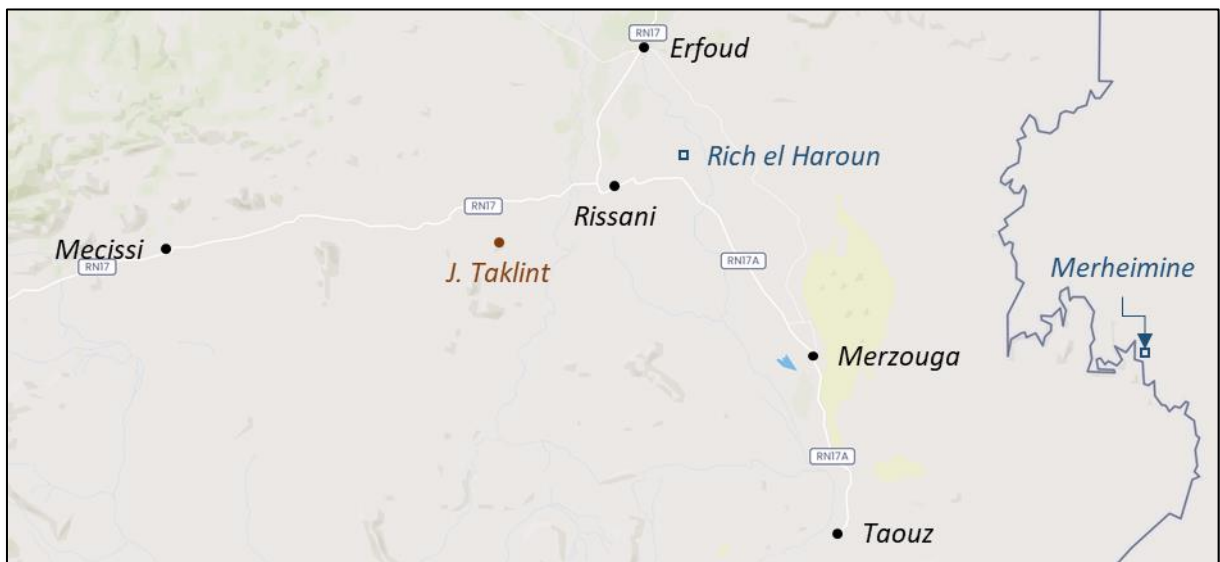 RN17
Erfoud
Rich el Haroun
Rissani
RN17
Mecissi
RN17
J. Taklint
RN17A
Merheimine
Merzouga
RN17A
Taouz